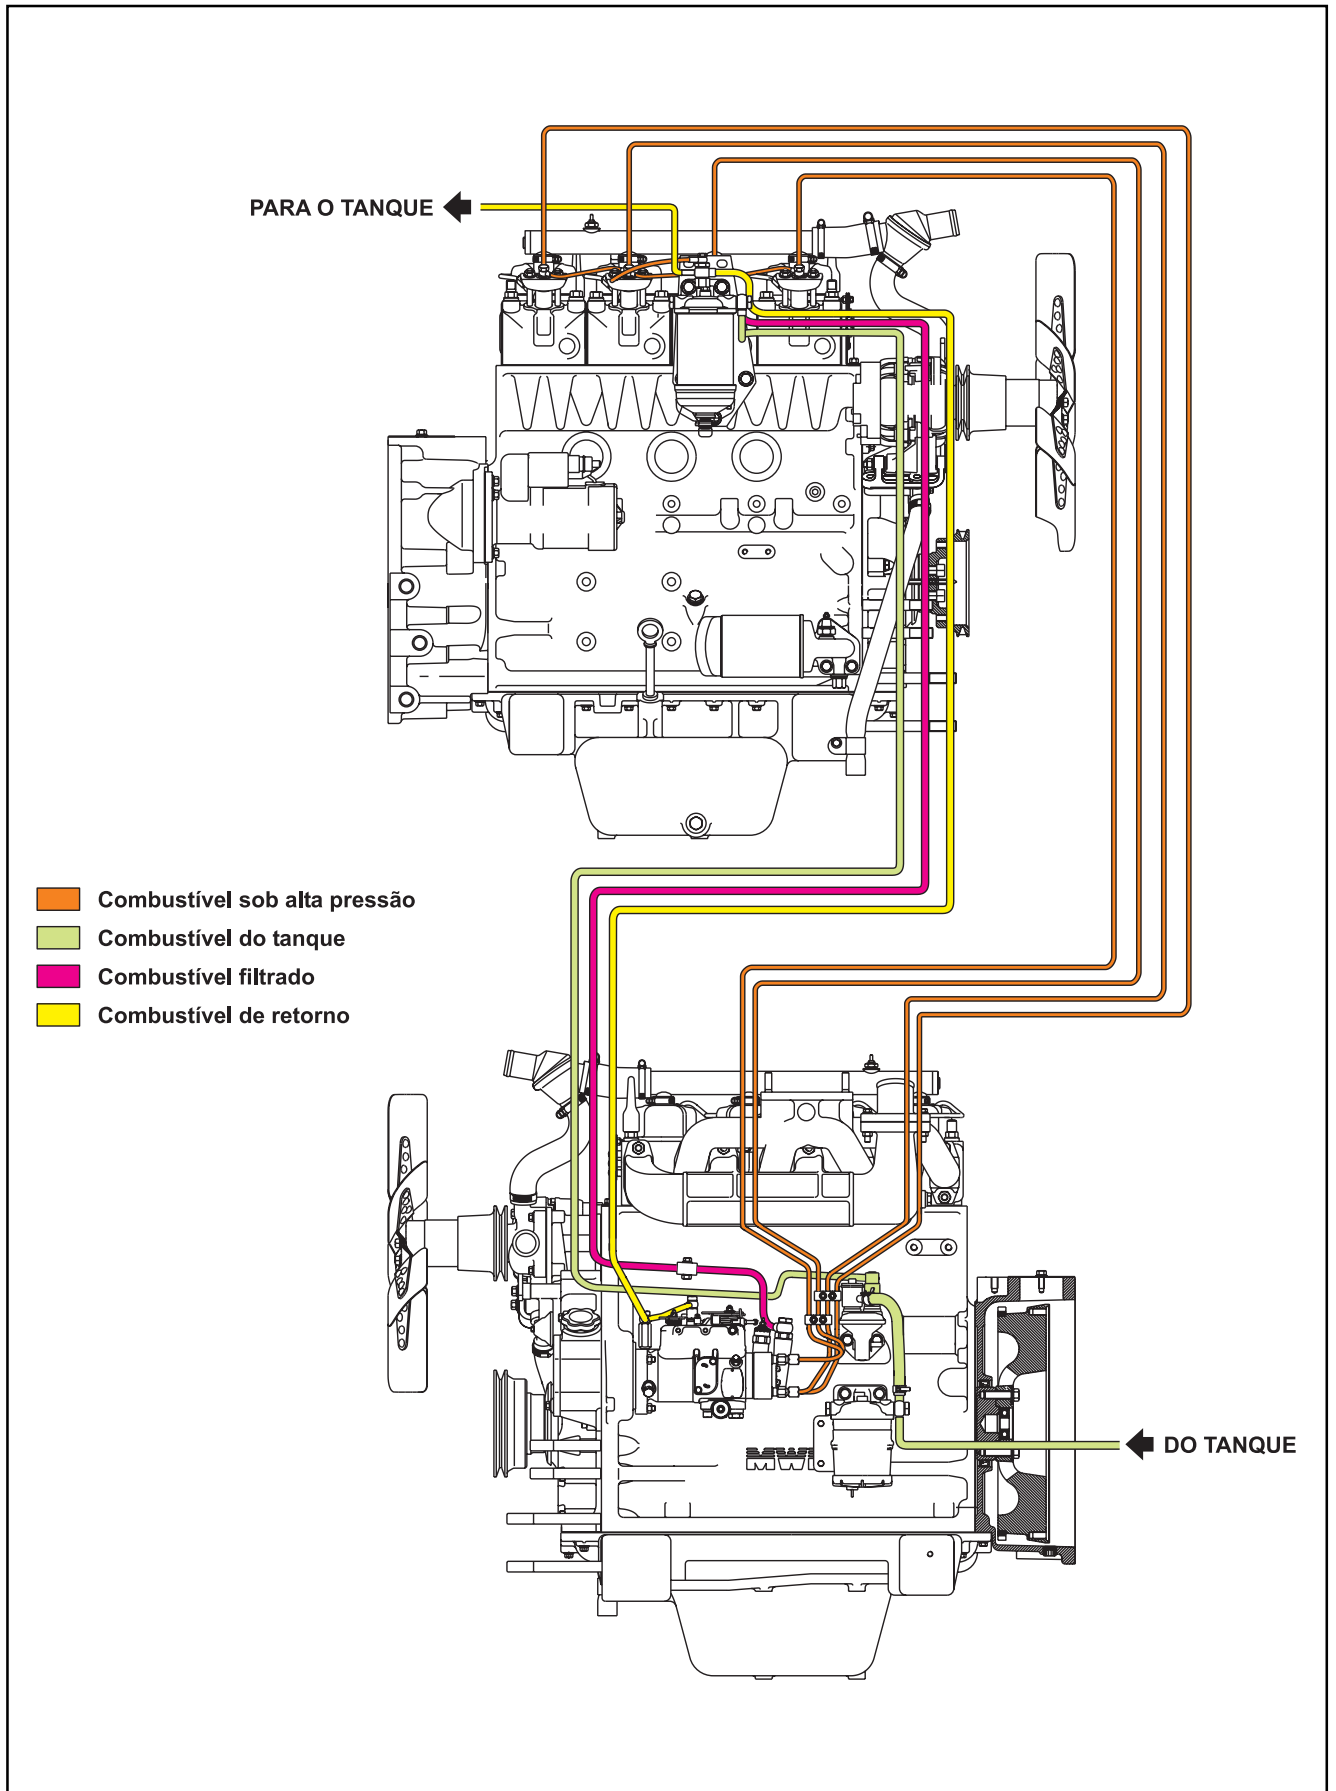 PARA O TANQUE
Combustível sob alta pressão
Combustível do tanque
Combustível filtrado
Combustível de retorno
DO TANQUE